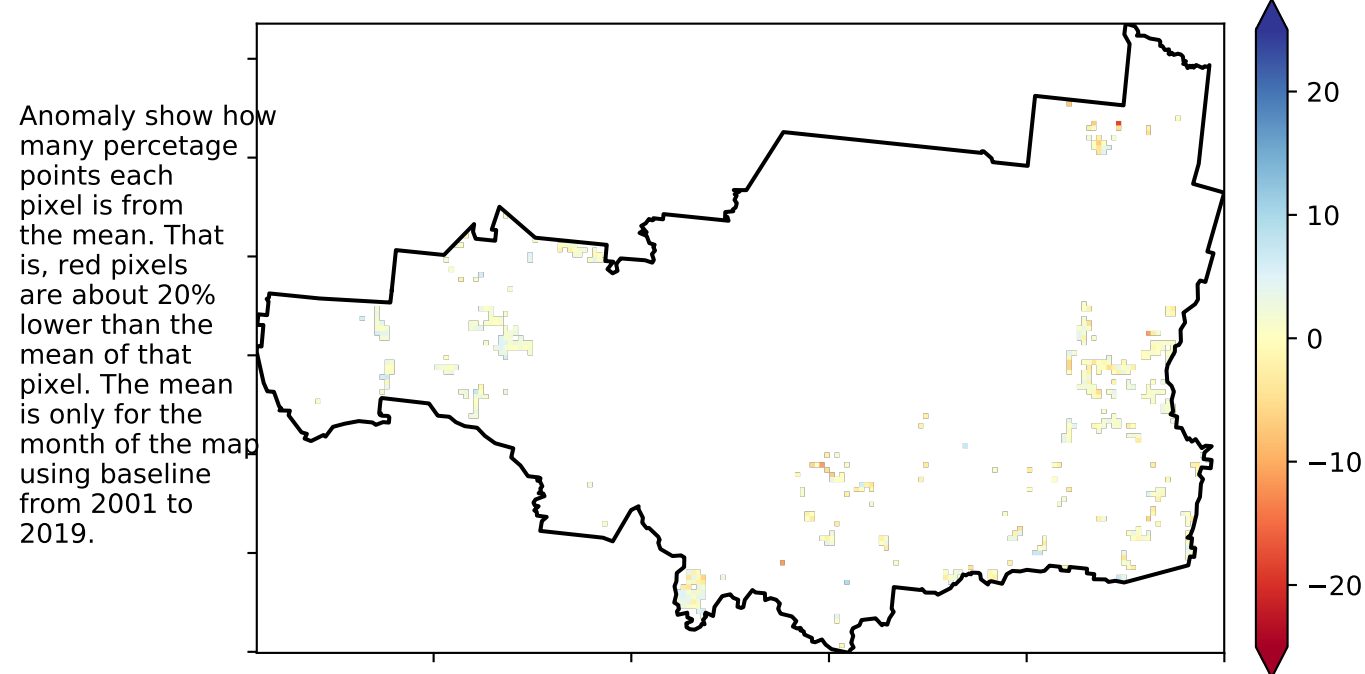 Anomaly show how
many percetage
points each
pixel is from
the mean. That
is, red pixels
are about 20%
lower than the
mean of that
pixel. The mean
is only for the
month of the map
using baseline
from 2001 to
2019.
20
10
0
−10
−20